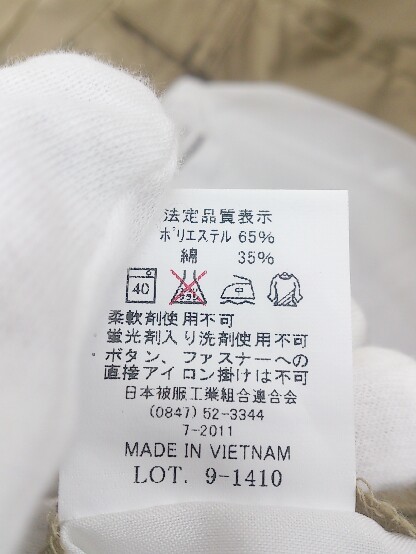 法定品質表示
ポリエステル 65%
綿 35%
40
柔軟剤使用不可
蛍光剤入り洗剤使用不可
ボタン、ファスナーへの
直接アイロン掛けは不可
日本被服工業組合連合会
(0847) 52-3344
7-2011
MADE IN VIETNAM
LOT. 9-1410